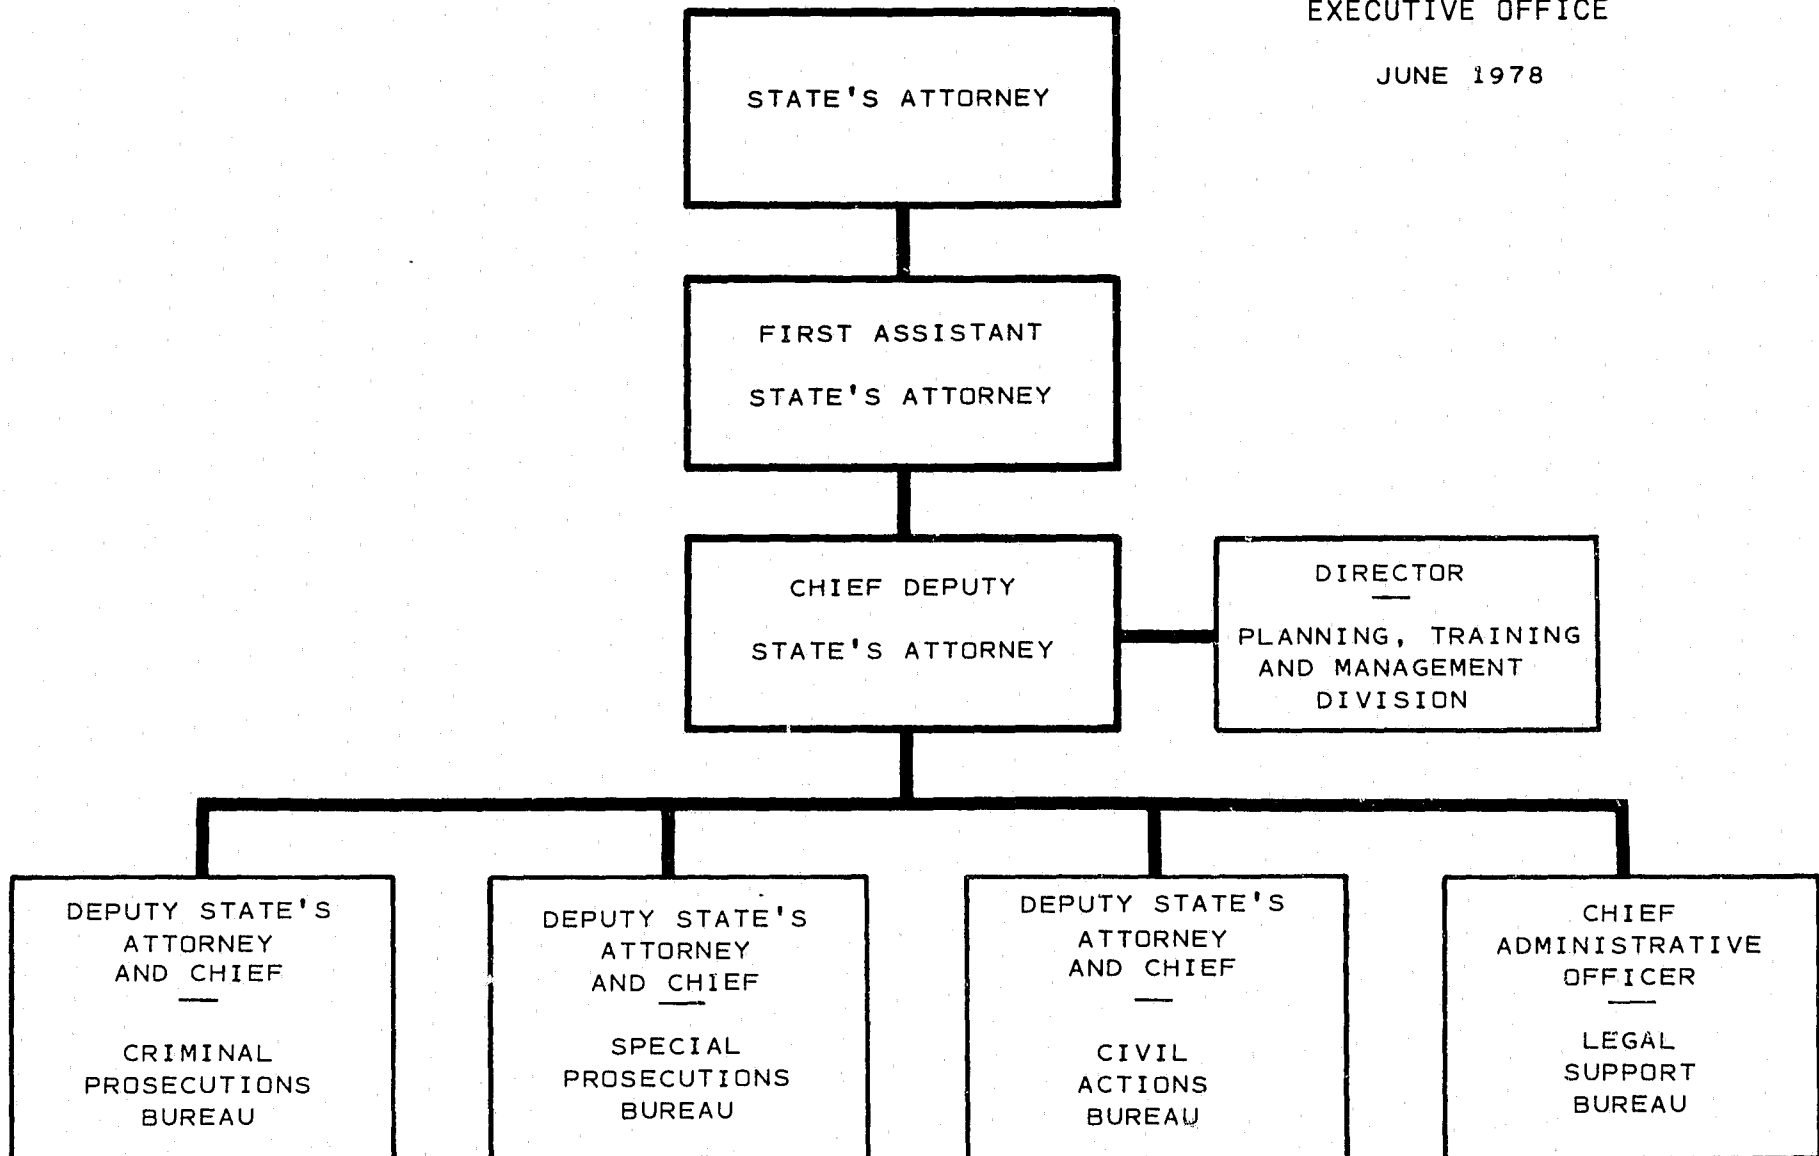 EXECUTIVE OFFICE
JUNE 1978
STATE'S ATTORNEY
FIRST ASSISTANT
STATE'S ATTORNEY
CHIEF DEPUTY
STATE'S ATTORNEY
DIRECTOR
PLANNING, TRAINING
AND MANAGEMENT
DIVISION
DEPUTY STATE'S
ATTORNEY
AND CHIEF
CRIMINAL
PROSECUTIONS
BUREAU
DEPUTY STATE'S
ATTORNEY
AND CHIEF
SPECIAL
PROSECUTIONS
BUREAU
DEPUTY STATE'S
ATTORNEY
AND CHIEF
CIVIL
ACTIONS
BUREAU
CHIEF
ADMINISTRATIVE
OFFICER
LEGAL
SUPPORT
BUREAU